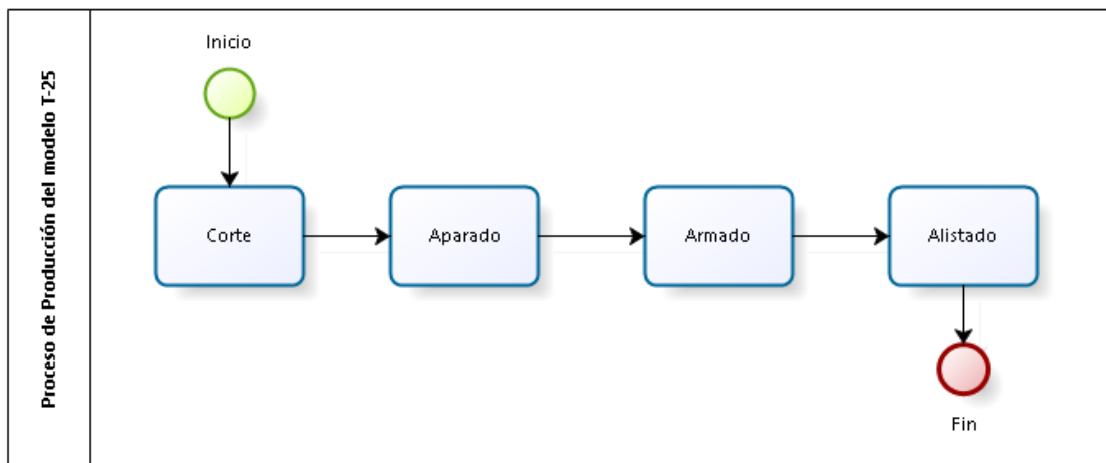 Proceso de Producción del modelo T-25
Inicio
Corte
Aparado
Armado
Alistado
Fin